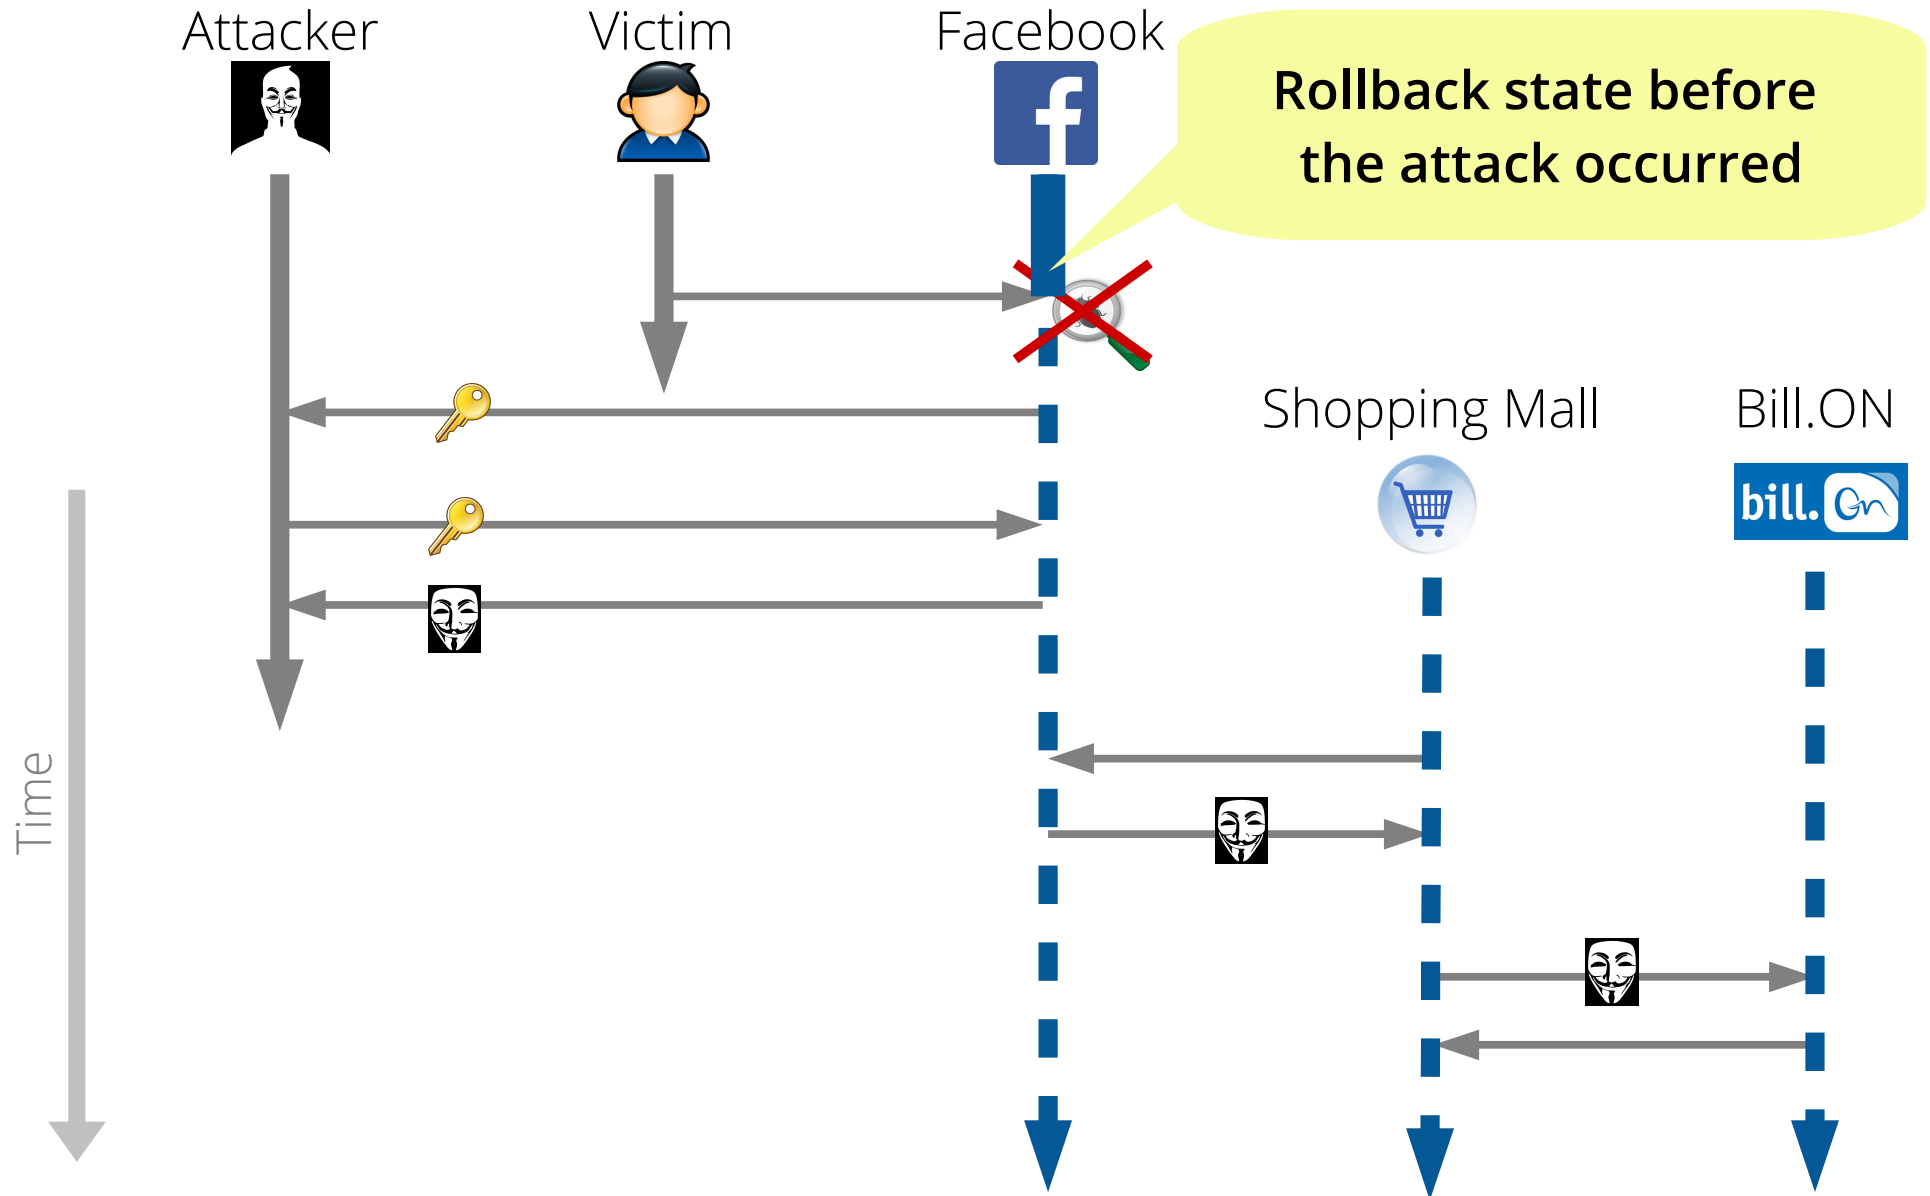 Attacker
Victim
Facebook
Rollback state before
the attack occurred
f
Shopping Mall
Bill.ON
bill.On
Time